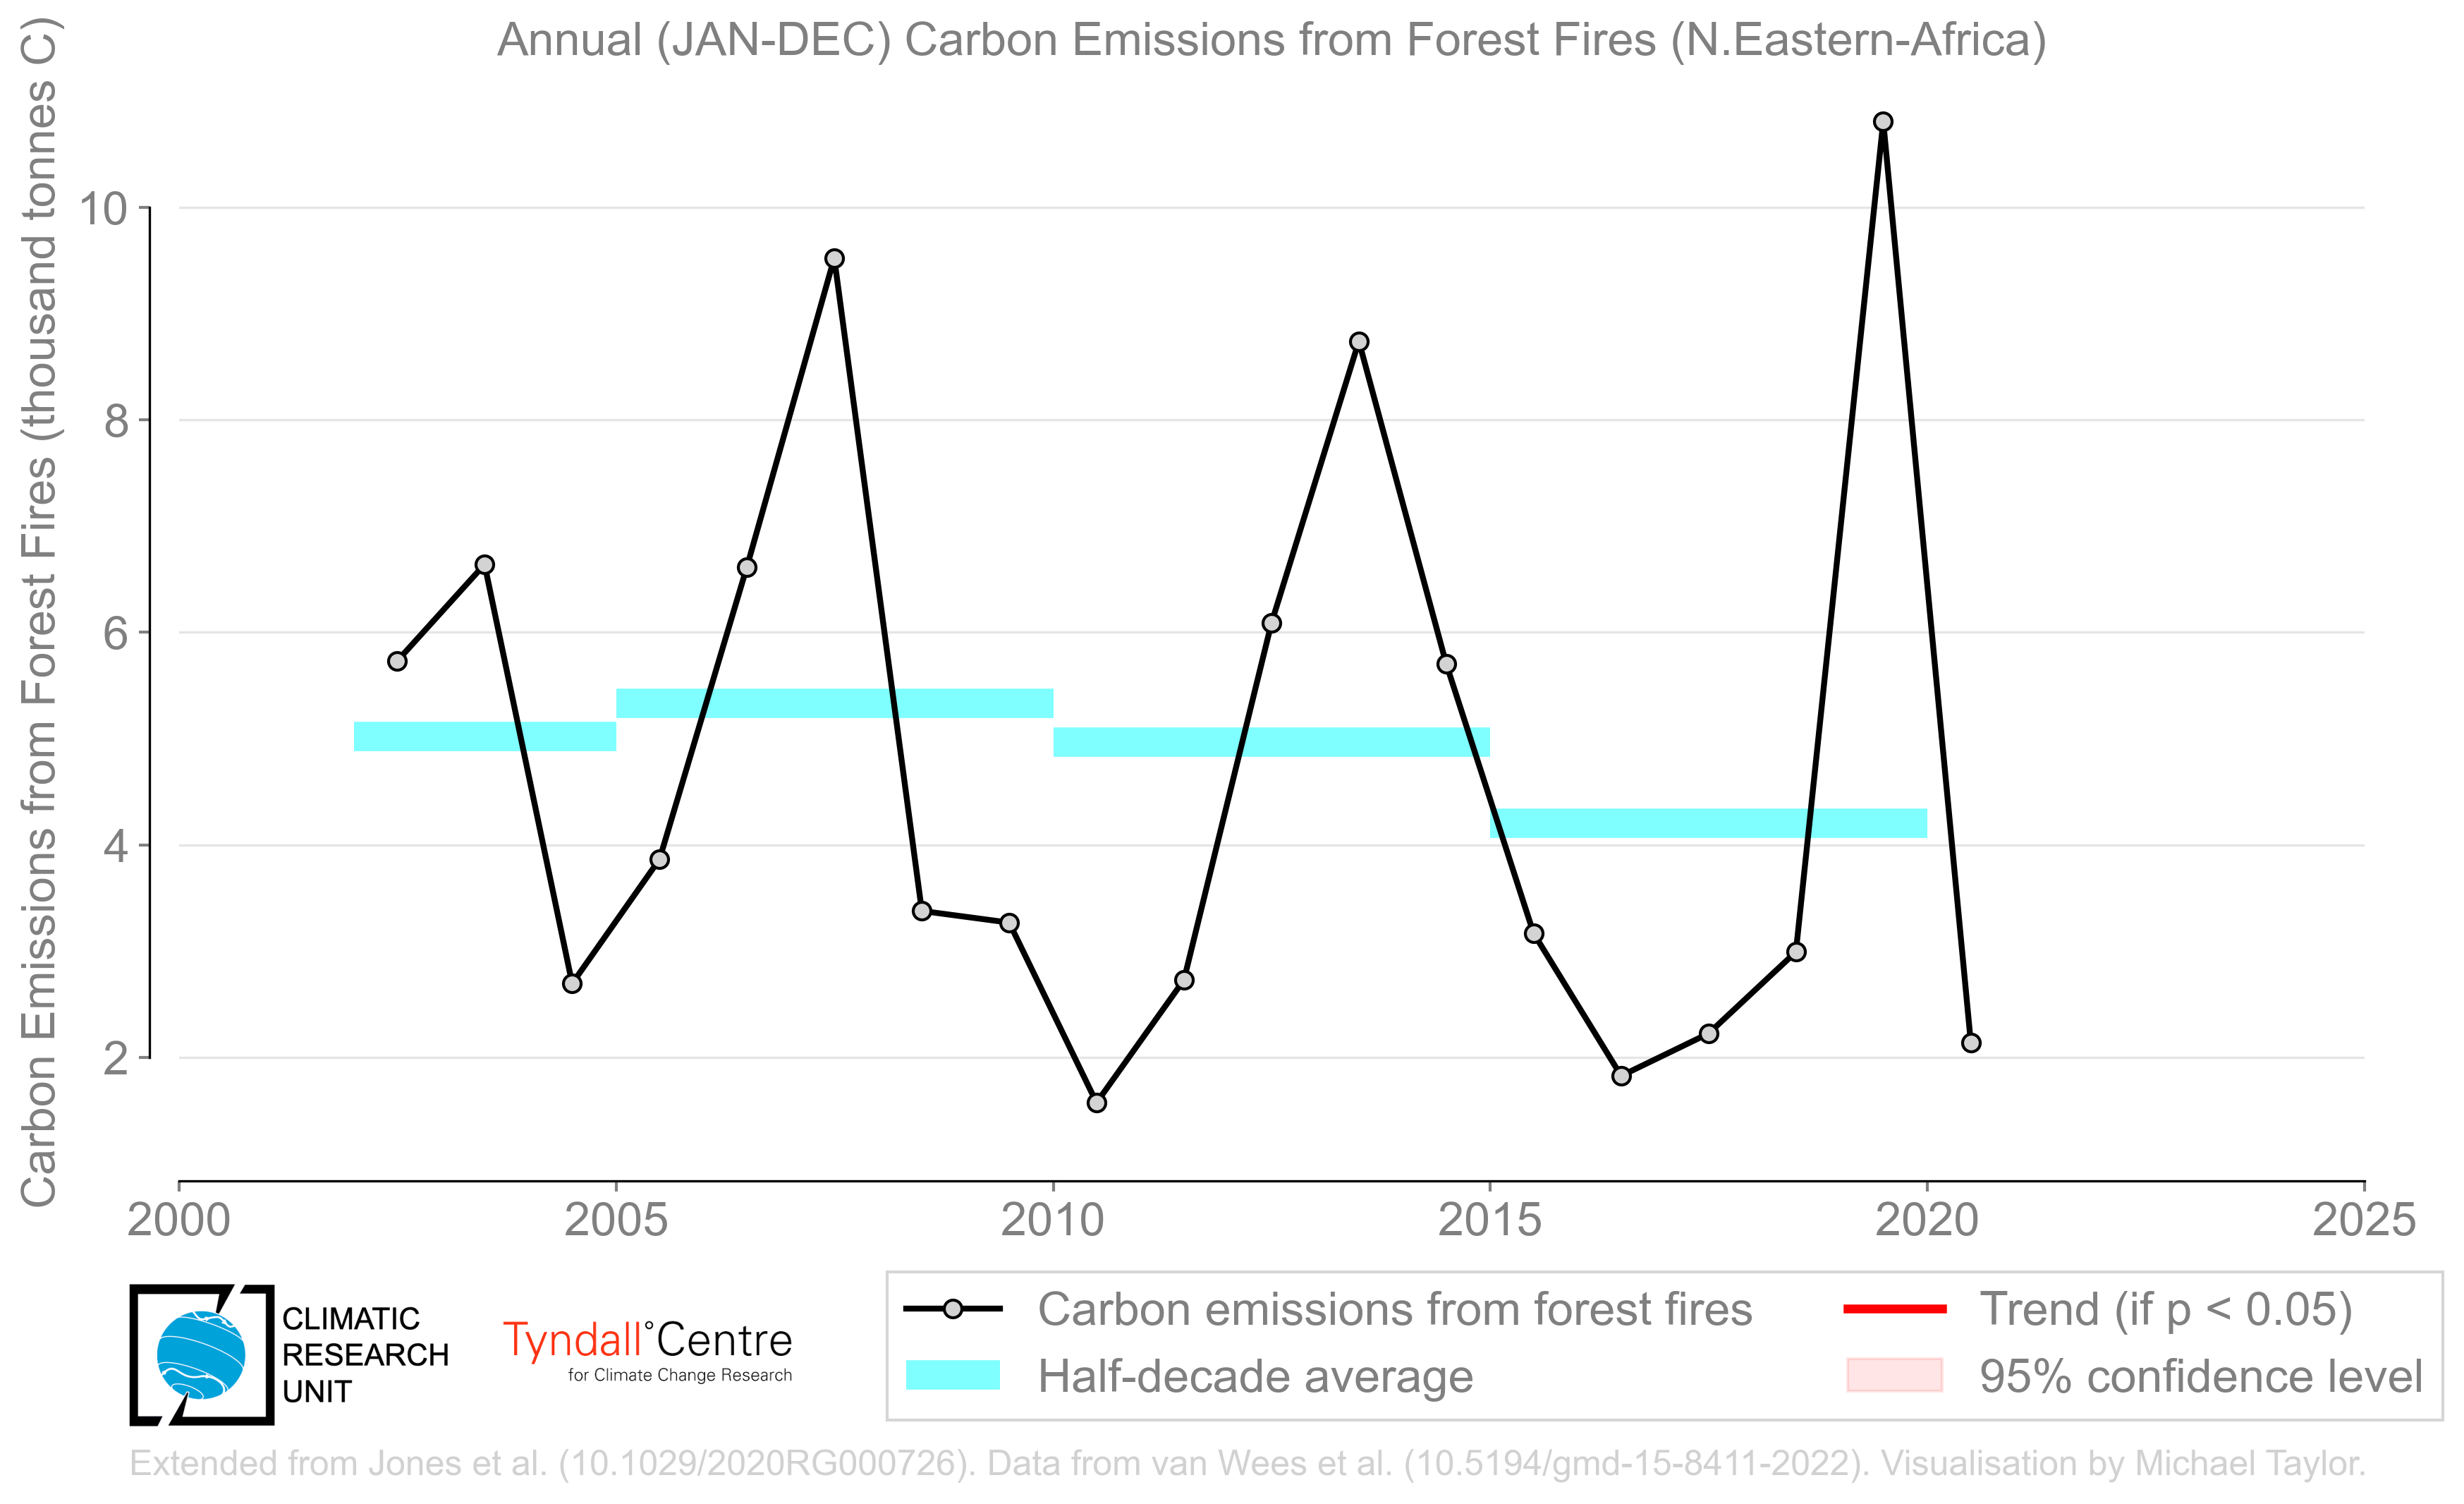 Annual (JAN-DEC) Carbon Emissions from Forest Fires (N.Eastern-Africa)
Carbon Emissions from Forest Fires (thousand tonnes C)
10
8
6
4
2
2000
2005
2010
2015
2020
2025
CLIMATIC
RESEARCH
UNIT
Tyndall°Centre
for Climate Change Research
Carbon emissions from forest fires
Half-decade average
Trend (if p < 0.05)
95% confidence level
Extended from Jones et al. (10.1029/2020RG000726). Data from van Wees et al. (10.5194/gmd-15-8411-2022). Visualisation by Michael Taylor.